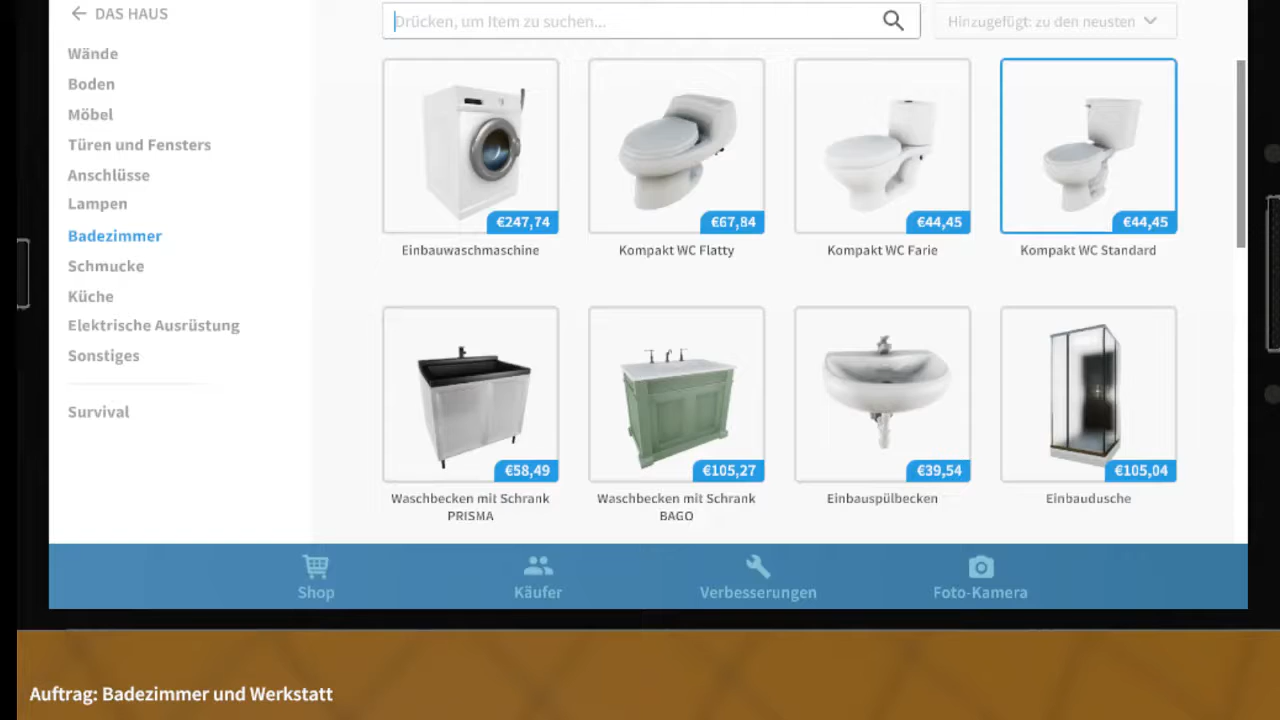 DAS HAUS
Drücken, um Item zu suchen...
Hinzugefügt: zu den neusten
Wände
Boden
Möbel
Türen und Fensters
Anschlüsse
Lampen
Badezimmer
Schmucke
Küche
Elektrische Ausrüstung
Sonstiges
Survival
€247,74
€67,84
€44,45
€44,45
Einbauwaschmaschine
Kompakt WC Flatty
Kompakt WC Farie
Kompakt WC Standard
€58,49
€105,27
€39,54
€105,04
Waschbecken mit Schrank
PRISMA
Waschbecken mit Schrank
BAGO
Einbauspülbecken
Einbaudusche
Shop
Käufer
Verbesserungen
Foto-Kamera
Auftrag: Badezimmer und Werkstatt